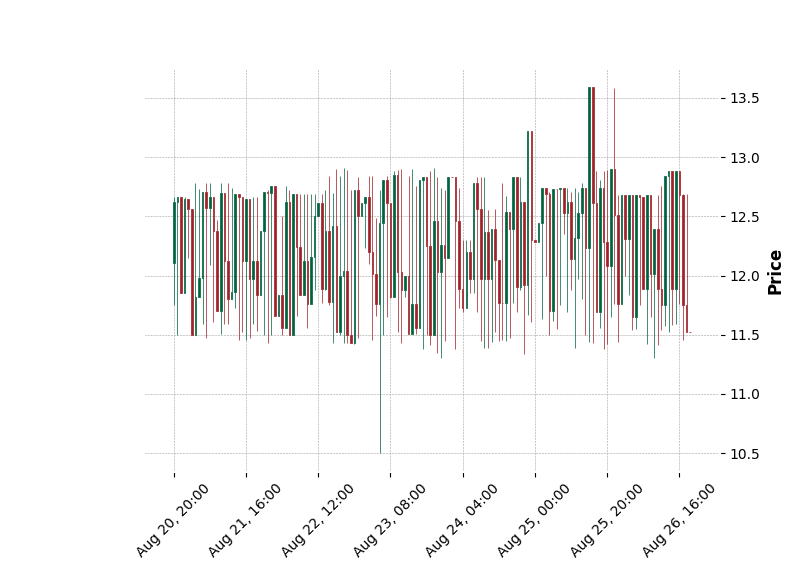 13.5
13.0
12.5
12.0
11.5
11.0
10.5
Price
Aug 20, 20:00
Aug 21, 16:00
Aug 22, 12:00
Aug 23, 08:00
Aug 24, 04:00
Aug 25, 00:00
Aug 25, 20:00
Aug 26, 16:00